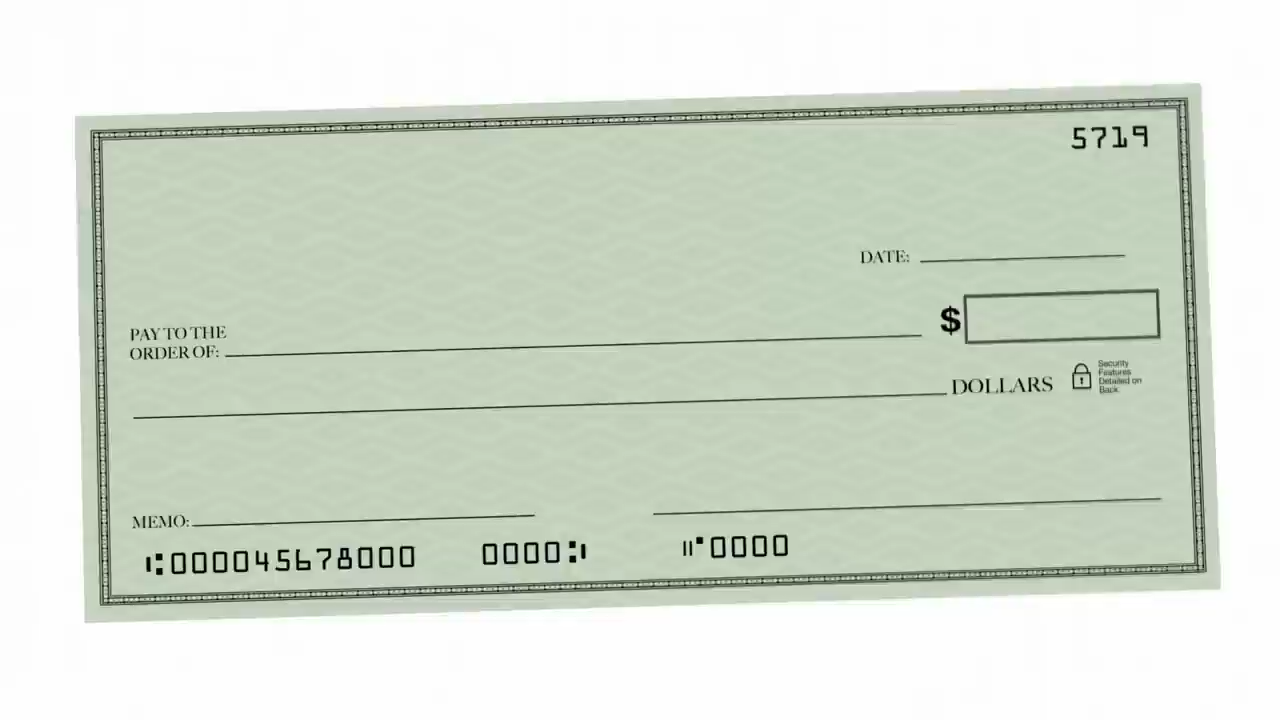 5719
DATE:
PAY TO THE
ORDER OF:
$
DOLLARS
Security
Features
Detailed on
Back.
MEMO:
⑆000045678000 0000⑆ ⑈0000